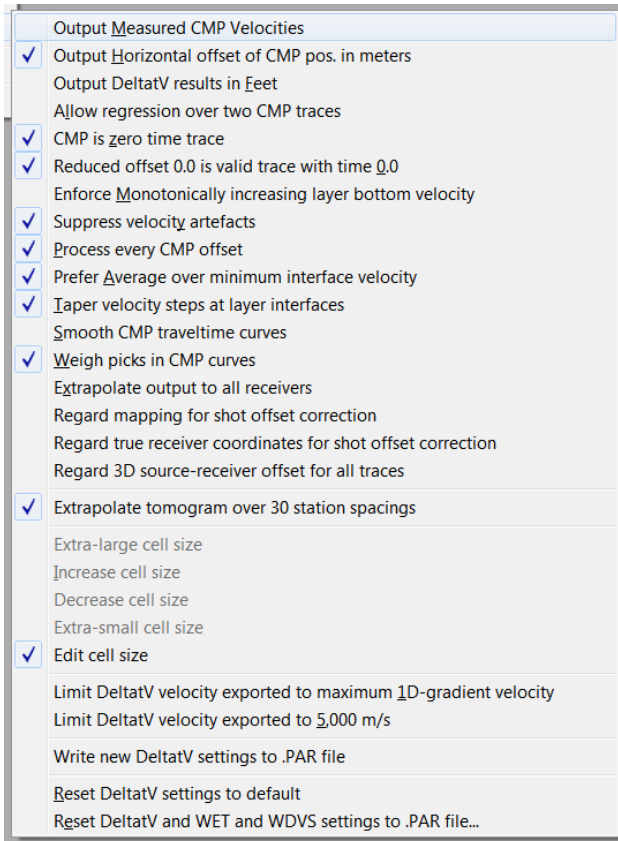 Output Measured CMP Velocities
Output Horizontal offset of CMP pos. in meters
Output DeltatV results in Feet
Allow regression over two CMP traces
CMP is zero time trace
Reduced offset 0.0 is valid trace with time 0.0
Enforce Monotonically increasing layer bottom velocity
Suppress velocity artefacts
Process every CMP offset
Prefer Average over minimum interface velocity
Taper velocity steps at layer interfaces
Smooth CMP traveltime curves
Weigh picks in CMP curves
Extrapolate output to all receivers
Regard mapping for shot offset correction
Regard true receiver coordinates for shot offset correction
Regard 3D source-receiver offset for all traces
Extrapolate tomogram over 30 station spacings
Extra-large cell size
Increase cell size
Decrease cell size
Extra-small cell size
Edit cell size
Limit DeltatV velocity exported to maximum 1D-gradient velocity
Limit DeltatV velocity exported to 5,000 m/s
Write new DeltatV settings to .PAR file
Reset DeltatV settings to default
Reset DeltatV and WET and WDVS settings to .PAR file...